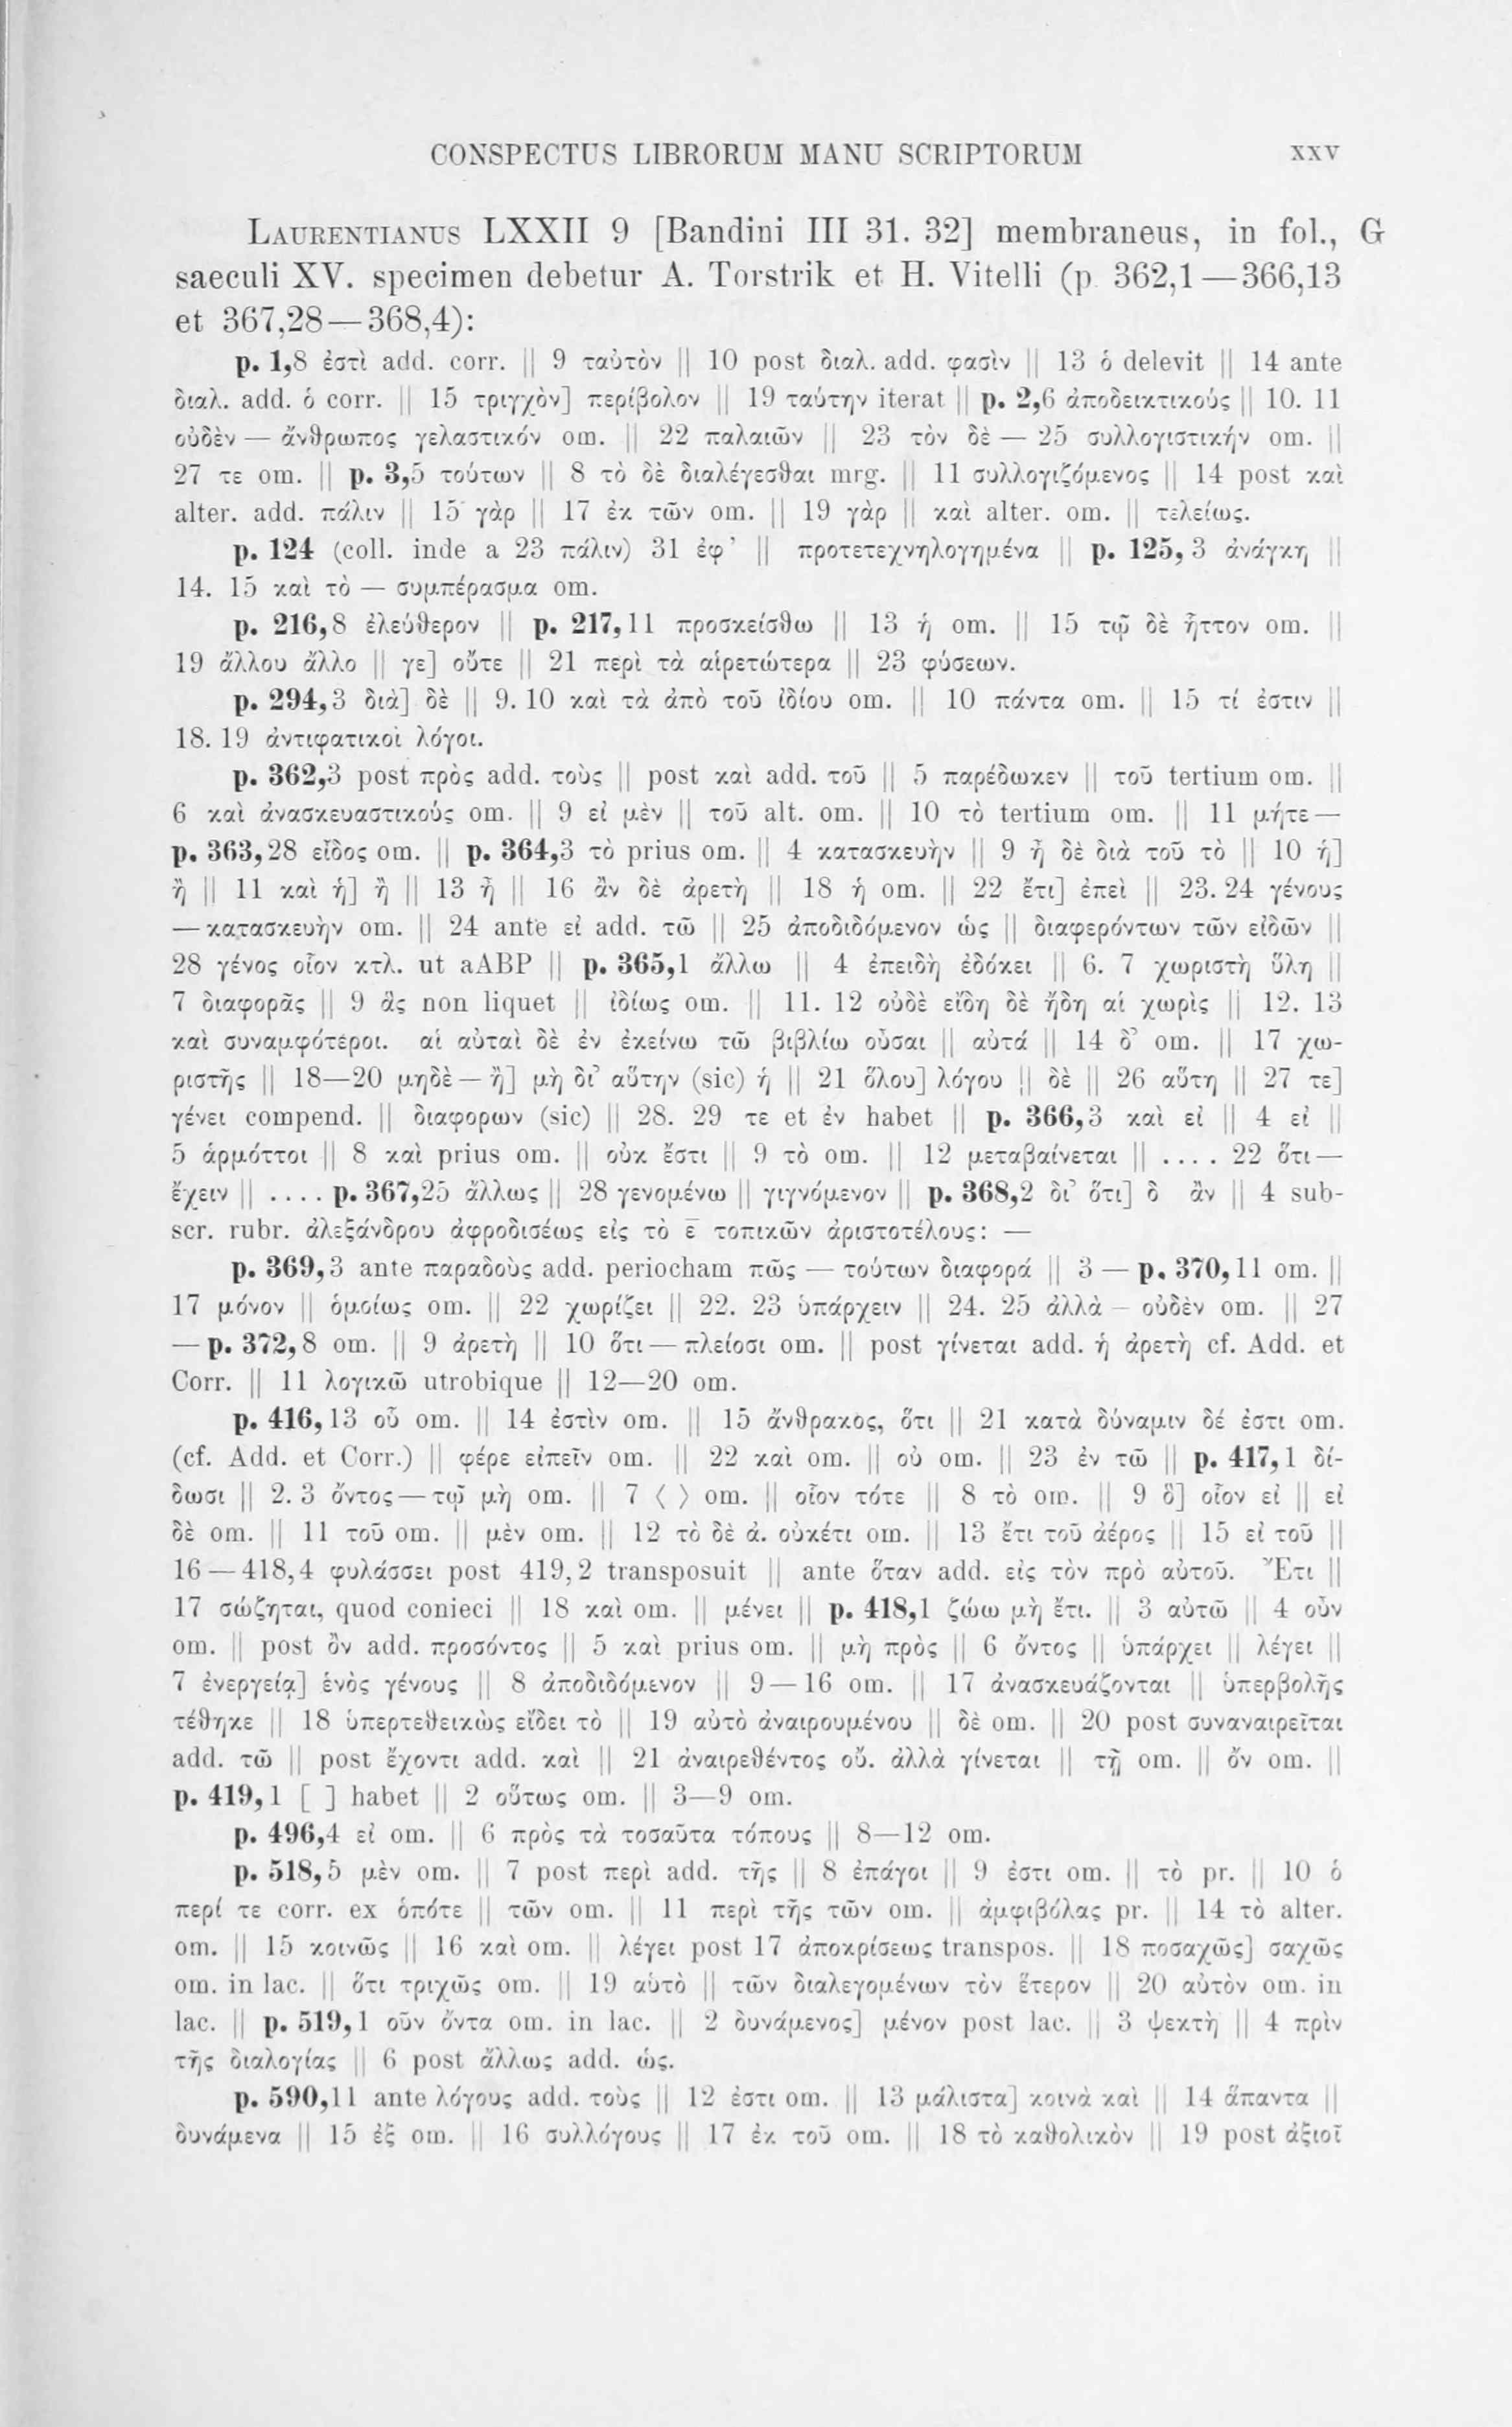 CONSPECTUS LIBRORUM MANU SCRIPTORUM XXV
LAURENTIANUS LXXII 9 [Bandini III 31. 32] membraneus, in fol., G
saeculi XV. specimen debetur A. Torstrik et H. Vitelli (p. 362,1—366,13
et 367,28—368,4):
p. 1,8 ἐστὶ add. corr. || 9 ταὐτὸν || 10 post διαλ. add. φασὶν || 13 ὁ delevit || 14 ante
διαλ. add. ὁ corr. || 15 τριγχὸν] περίβολον || 19 ταύτην iterat || p. 2,6 ἀποδεικτικούς || 10. 11
οὐδὲν — ἄνθρωπος γελαστικόν om. || 22 παλαιῶν || 23 τὸν δὲ — 25 συλλογιστικήν om. ||
27 τε om. || p. 3,5 τούτων || 8 τὸ δὲ διαλέγεσθαι mrg. || 11 συλλογιζόμενος || 14 post καὶ
alter. add. πάλιν || 15 γὰρ || 17 ἐκ τῶν om. || 19 γὰρ || καὶ alter. om. || τελείως.
p. 124 (coll. inde a 23 πάλιν) 31 ἐφ' || προτετεχνηλογημένα || p. 125, 3 ἀνάγκη ||
14. 15 καὶ τὸ — συμπέρασμα om.
p. 216,8 ἐλεύθερον || p. 217,11 προσκείσθω || 13 ἡ om. || 15 τῷ δὲ ἧττον om. ||
19 ἄλλου ἄλλο || γε] οὔτε || 21 περὶ τὰ αἱρετώτερα || 23 φύσεων.
p. 294,3 διὰ] δὲ || 9. 10 καὶ τὰ ἀπὸ τοῦ ἰδίου om. || 10 πάντα om. || 15 τί ἐστιν ||
18. 19 ἀντιφατικοὶ λόγοι.
p. 362,3 post πρὸς add. τοὺς || post καὶ add. τοῦ || 5 παρέδωκεν || τοῦ tertium om. ||
6 καὶ ἀνασκευαστικούς om. || 9 εἰ μὲν || τοῦ alt. om. || 10 τὸ tertium om. || 11 μήτε —
p. 363,28 εἶδος om. || p. 364,3 τὸ prius om. || 4 κατασκευὴν || 9 ἦ δὲ διὰ τοῦ τὸ || 10 ἡ]
ἢ || 11 καὶ ἡ] ἢ || 13 ἦ || 16 ἂν δὲ ἀρετὴ || 18 ἡ om. || 22 ἔτι] ἐπεὶ || 23. 24 γένους
— κατασκευὴν om. || 24 ante εἰ add. τῶ || 25 ἀποδιδόμενον ὡς || διαφερόντων τῶν εἰδῶν ||
28 γένος οἷον κτλ. ut aABP || p. 365,1 ἄλλω || 4 ἐπειδὴ ἐδόκει || 6. 7 χωριστὴ ὕλη ||
7 διαφορᾶς || 9 ἃς non liquet || ἰδίως om. || 11. 12 οὐδὲ εἴδη δὲ ἤδη αἱ χωρὶς || 12. 13
καὶ συναμφότεροι. αἱ αὐταὶ δὲ ἐν ἐκείνω τῶ βιβλίω οὖσαι || αὐτά || 14 δ' om. || 17 χω-
ριστῆς || 18—20 μηδὲ — ἢ] μὴ δι' αὕτην (sic) ἡ || 21 ὅλου] λόγου || δὲ || 26 αὕτη || 27 τε]
γένει compend. || διαφορων (sic) || 28. 29 τε et ἐν habet || p. 366,3 καὶ εἰ || 4 εἰ ||
5 ἁρμόττοι || 8 καὶ prius om. || οὐκ ἔστι || 9 τὸ om. || 12 μεταβαίνεται || .... 22 ὅτι —
ἔχειν || .... p. 367,25 ἄλλως || 28 γενομένω || γιγνόμενον || p. 368,2 δι' ὅτι] δ ἂν || 4 sub-
scr. rubr. ἀλεξάνδρου ἀφροδισέως εἰς τὸ ε̄ τοπικῶν ἀριστοτέλους: —
p. 369,3 ante παραδοὺς add. periocham πῶς — τούτων διαφορά || 3 — p. 370,11 om. ||
17 μόνον || ὁμοίως om. || 22 χωρίζει || 22. 23 ὑπάρχειν || 24. 25 ἀλλὰ — οὐδὲν om. || 27
— p. 372,8 om. || 9 ἀρετὴ || 10 ὅτι — πλείοσι om. || post γίνεται add. ἡ ἀρετὴ cf. Add. et
Corr. || 11 λογικῶ utrobique || 12—20 om.
p. 416,13 οὗ om. || 14 ἐστὶν om. || 15 ἄνθρακος, ὅτι || 21 κατὰ δύναμιν δέ ἐστι om.
(cf. Add. et Corr.) || φέρε εἰπεῖν om. || 22 καὶ om. || οὐ om. || 23 ἐν τῶ || p. 417,1 δί-
δωσι || 2. 3 ὄντος — τῷ μὴ om. || 7 ⟨ ⟩ om. || οἷον τότε || 8 τὸ om. || 9 ὃ] οἷον εἰ || εἰ
δὲ om. || 11 τοῦ om. || μὲν om. || 12 τὸ δὲ ἀ. οὐκέτι om. || 13 ἔτι τοῦ ἀέρος || 15 εἰ τοῦ ||
16 — 418,4 φυλάσσει post 419,2 transposuit || ante ὅταν add. εἰς τὸν πρὸ αὐτοῦ. Ἔτι ||
17 σώζηται, quod conieci || 18 καὶ om. || μένει || p. 418,1 ζώω μὴ ἔτι. || 3 αὐτῶ || 4 οὖν
om. || post ὂν add. προσόντος || 5 καὶ prius om. || μὴ πρὸς || 6 ὄντος || ὑπάρχει || λέγει ||
7 ἐνεργείᾳ] ἑνὸς γένους || 8 ἀποδιδόμενον || 9 — 16 om. || 17 ἀνασκευάζονται || ὑπερβολῆς
τέθηκε || 18 ὑπερτεθεικὼς εἴδει τὸ || 19 αὐτὸ ἀναιρουμένου || δὲ om. || 20 post συναναιρεῖται
add. τῶ || post ἔχοντι add. καὶ || 21 ἀναιρεθέντος οὔ. ἀλλὰ γίνεται || τῇ om. || ὄν om. ||
p. 419,1 [ ] habet || 2 οὕτως om. || 3—9 om.
p. 496,4 εἰ om. || 6 πρὸς τὰ τοσαῦτα τόπους || 8—12 om.
p. 518,5 μὲν om. || 7 post περὶ add. τῆς || 8 ἐπάγοι || 9 ἐστι om. || τὸ pr. || 10 ὁ
περί τε corr. ex ὁπότε || τῶν om. || 11 περὶ τῆς τῶν om. || ἀμφιβόλας pr. || 14 τὸ alter.
om. || 15 κοινῶς || 16 καὶ om. || λέγει post 17 ἀποκρίσεως transpos. || 18 ποσαχῶς] σαχῶς
om. in lac. || ὅτι τριχῶς om. || 19 αὑτὸ || τῶν διαλεγομένων τὸν ἕτερον || 20 αὐτὸν om. in
lac. || p. 519,1 οῦν ὄντα om. in lac. || 2 δυνάμενος] μένον post lac. || 3 ψεκτὴ || 4 πρὶν
τῆς διαλογίας || 6 post ἄλλως add. ὡς.
p. 590,11 ante λόγους add. τοὺς || 12 ἐστι om. || 13 μάλιστα] κοινὰ καὶ || 14 ἅπαντα ||
δυνάμενα || 15 ἐξ om. || 16 συλλόγους || 17 ἐκ τοῦ om. || 18 τὸ καθολικὸν || 19 post ἀξιοῖ